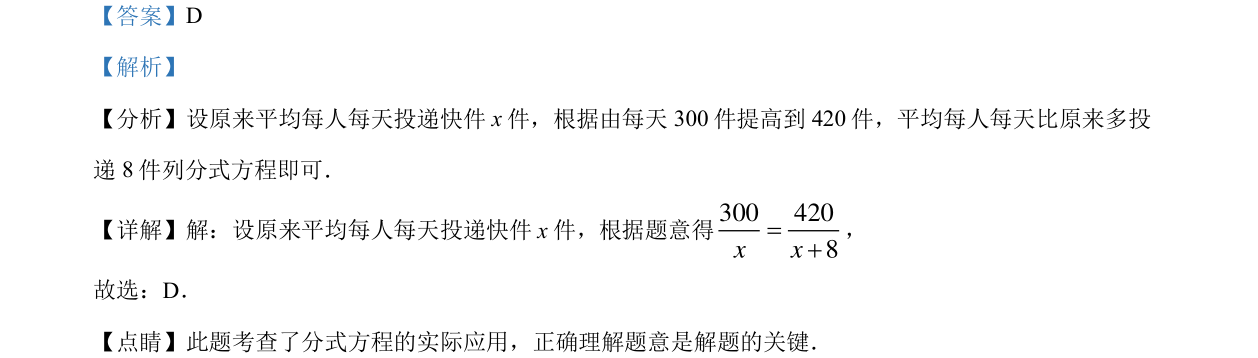 【答案】D
【解析】
【分析】设原来平均每人每天投递快件 x 件，根据由每天 300 件提高到 420 件，平均每人每天比原来多投
递 8 件列分式方程即可．
【详解】解：设原来平均每人每天投递快件 x 件，根据题意得 300/x = 420/(x+8)，
故选：D．
【点睛】此题考查了分式方程的实际应用，正确理解题意是解题的关键．